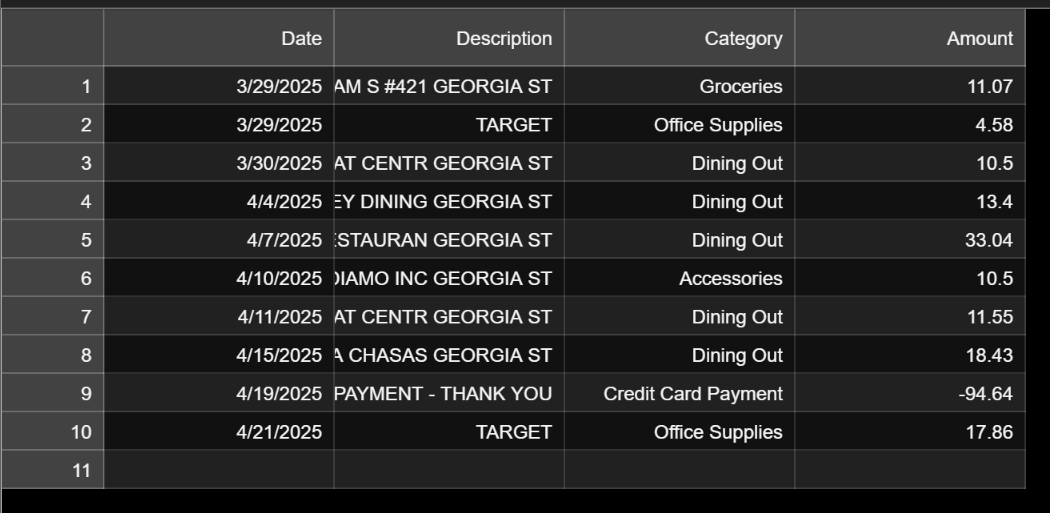 Date Description Category Amount
1 3/29/2025 AM S #421 GEORGIA ST Groceries 11.07
2 3/29/2025 TARGET Office Supplies 4.58
3 3/30/2025 AT CENTR GEORGIA ST Dining Out 10.5
4 4/4/2025 EY DINING GEORGIA ST Dining Out 13.4
5 4/7/2025 ESTAURAN GEORGIA ST Dining Out 33.04
6 4/10/2025 DIAMO INC GEORGIA ST Accessories 10.5
7 4/11/2025 AT CENTR GEORGIA ST Dining Out 11.55
8 4/15/2025 A CHASAS GEORGIA ST Dining Out 18.43
9 4/19/2025 PAYMENT - THANK YOU Credit Card Payment -94.64
10 4/21/2025 TARGET Office Supplies 17.86
11